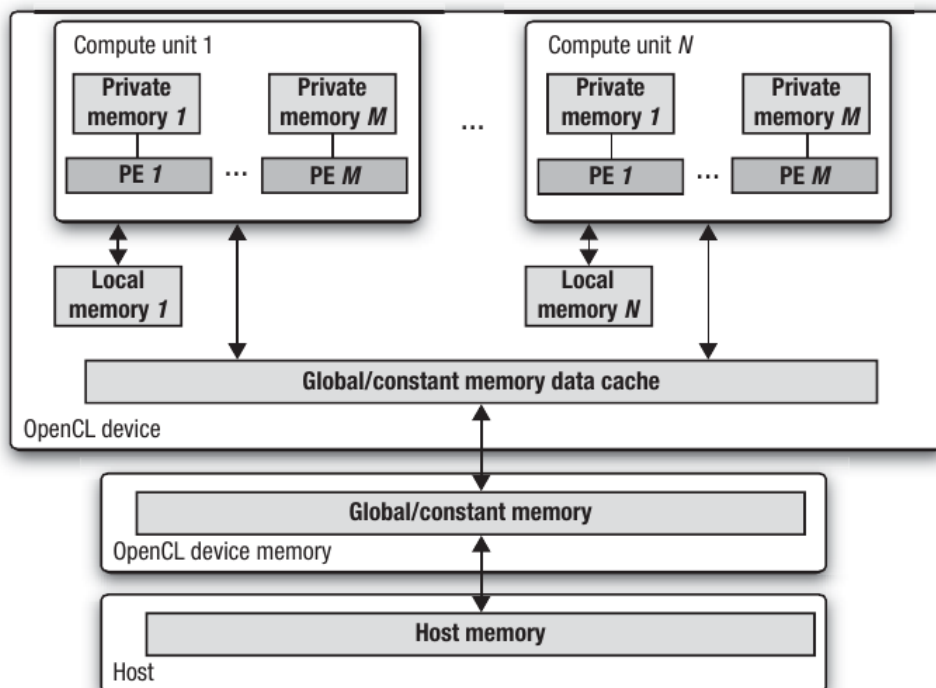 Compute unit 1
Private
memory 1
Private
memory M
PE 1
...
PE M
...
Compute unit N
Private
memory 1
Private
memory M
PE 1
...
PE M
Local
memory 1
Local
memory N
Global/constant memory data cache
OpenCL device
Global/constant memory
OpenCL device memory
Host memory
Host